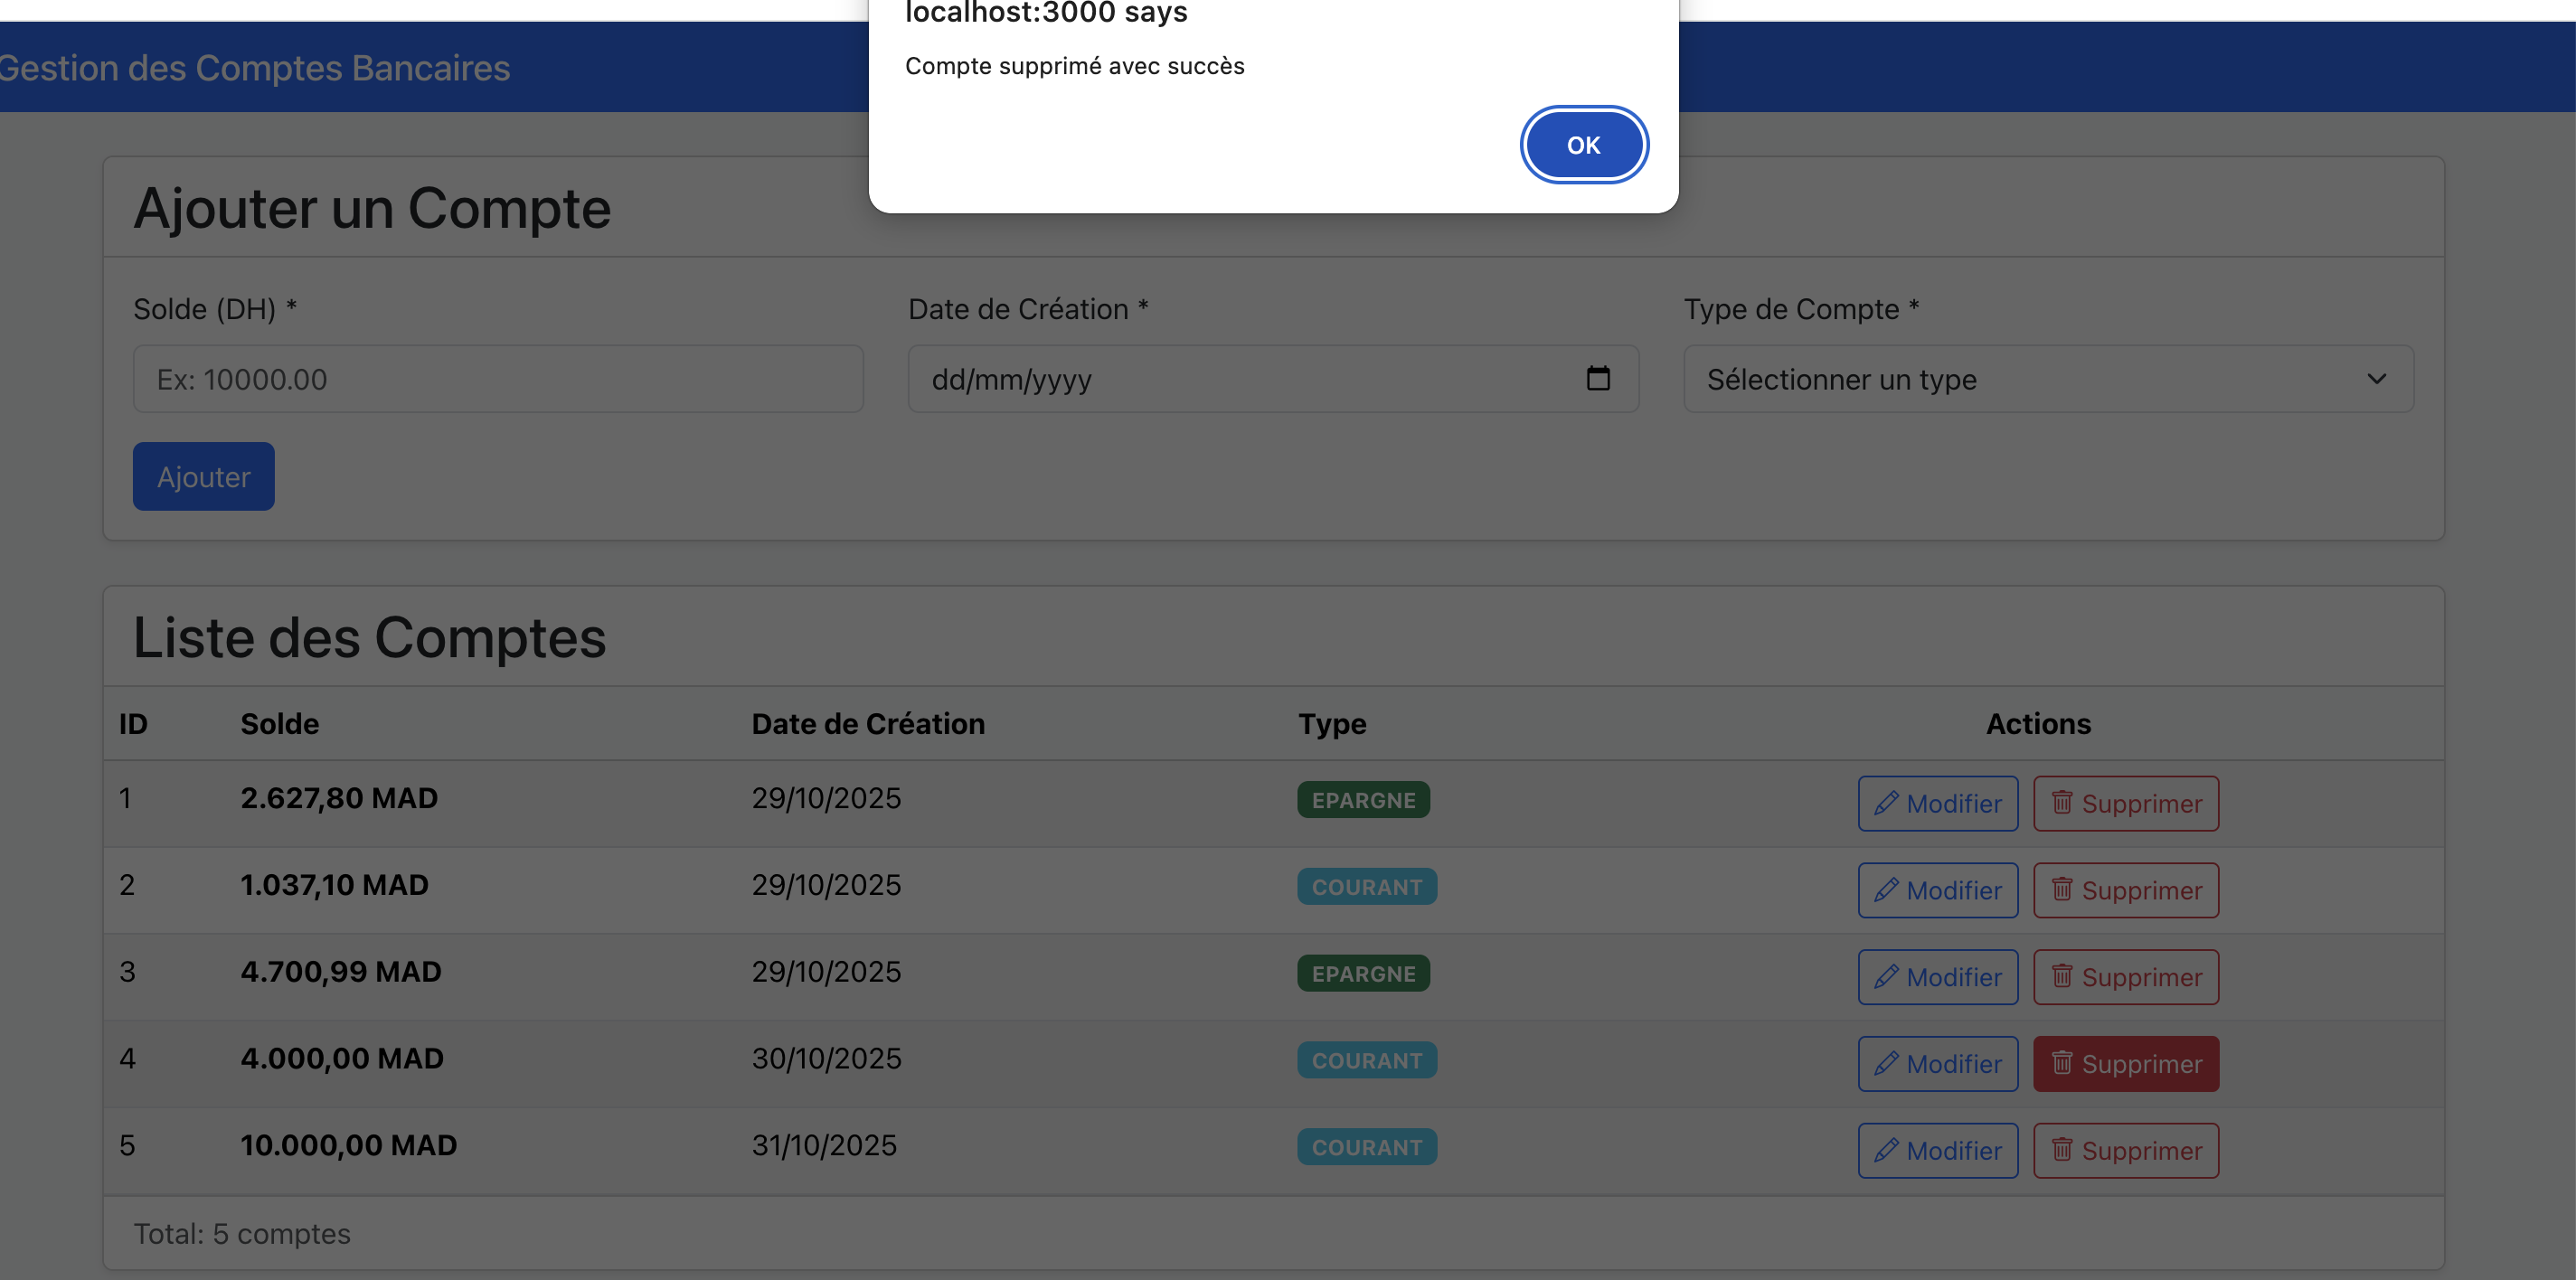 localhost:3000 says
Compte supprimé avec succès
OK
Gestion des Comptes Bancaires
Ajouter un Compte
Solde (DH) * Date de Création * Type de Compte *
Ex: 10000.00 dd/mm/yyyy Sélectionner un type
Ajouter
Liste des Comptes
ID Solde Date de Création Type Actions
1 2.627,80 MAD 29/10/2025 EPARGNE Modifier Supprimer
2 1.037,10 MAD 29/10/2025 COURANT Modifier Supprimer
3 4.700,99 MAD 29/10/2025 EPARGNE Modifier Supprimer
4 4.000,00 MAD 30/10/2025 COURANT Modifier Supprimer
5 10.000,00 MAD 31/10/2025 COURANT Modifier Supprimer
Total: 5 comptes